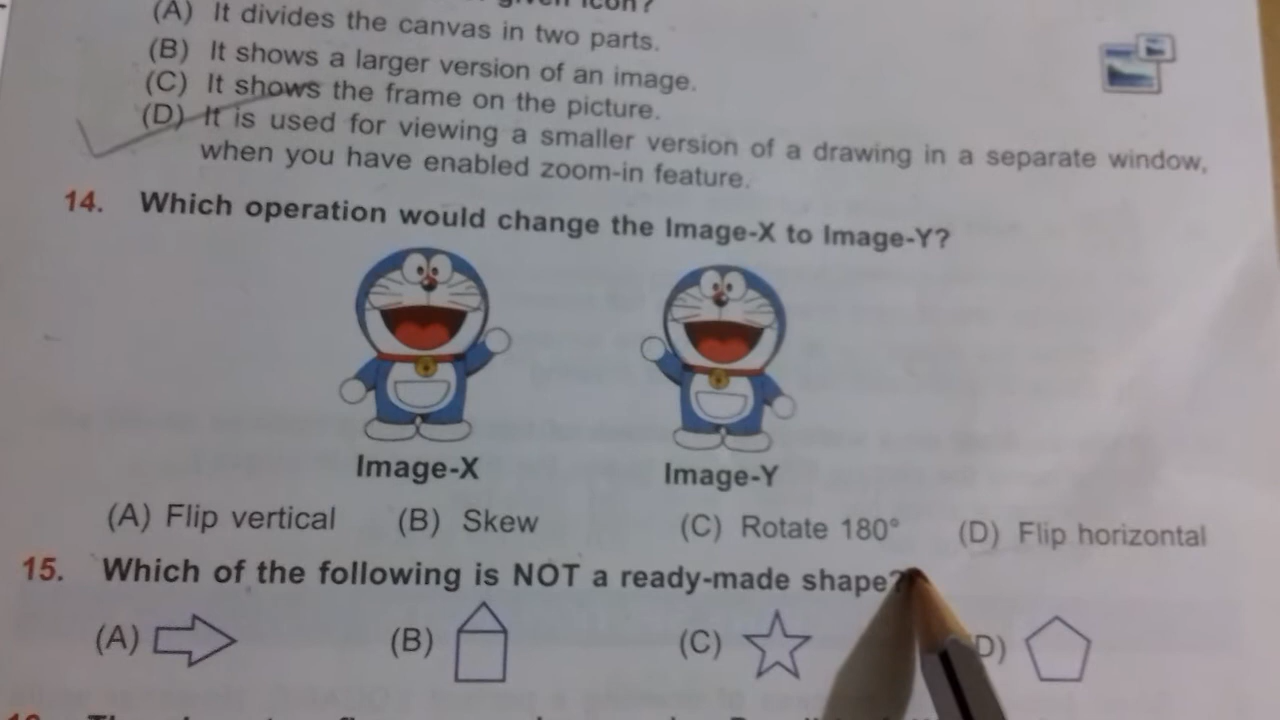 given icon?
(A) It divides the canvas in two parts.
(B) It shows a larger version of an image.
(C) It shows the frame on the picture.
(D) It is used for viewing a smaller version of a drawing in a separate window,
when you have enabled zoom-in feature.
14. Which operation would change the Image-X to Image-Y?
Image-X Image-Y
(A) Flip vertical (B) Skew (C) Rotate 180° (D) Flip horizontal
15. Which of the following is NOT a ready-made shape?
(A) (B) (C) D)